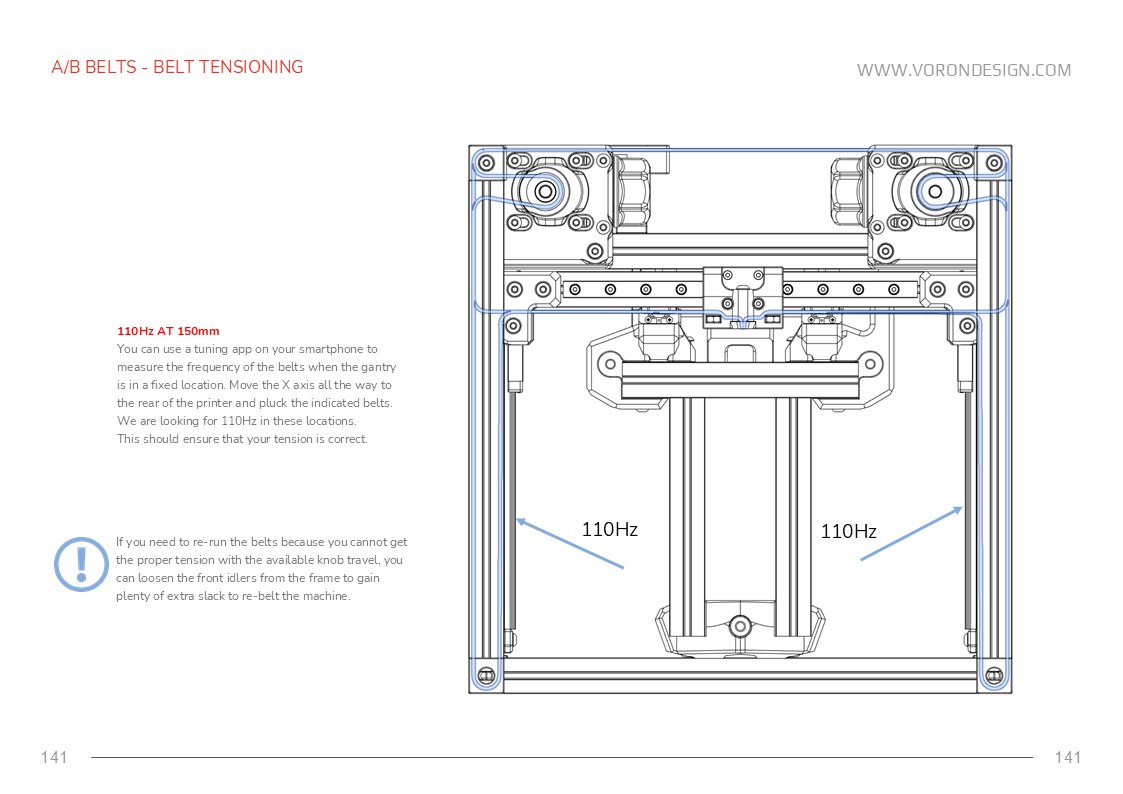 A/B BELTS - BELT TENSIONING
WWW.VORONDESIGN.COM
110Hz AT 150mm
You can use a tuning app on your smartphone to
measure the frequency of the belts when the gantry
is in a fixed location. Move the X axis all the way to
the rear of the printer and pluck the indicated belts.
We are looking for 110Hz in these locations.
This should ensure that your tension is correct.
110Hz
110Hz
If you need to re-run the belts because you cannot get
the proper tension with the available knob travel, you
can loosen the front idlers from the frame to gain
plenty of extra slack to re-belt the machine.
141
141